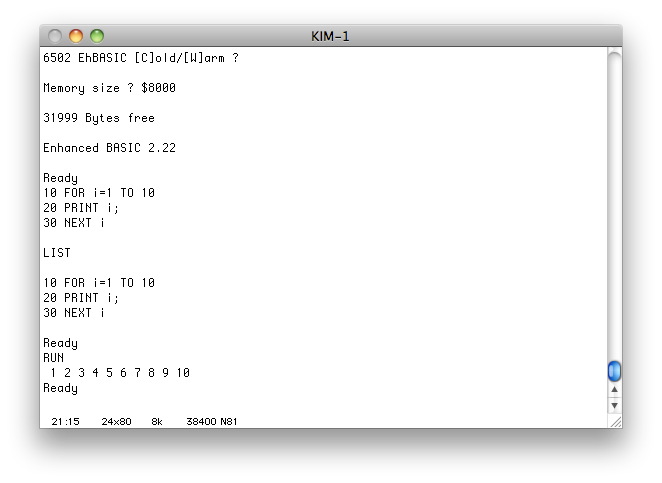 KIM-1
6502 EhBASIC [C]old/[W]arm ?
Memory size ? $8000
31999 Bytes free
Enhanced BASIC 2.22
Ready
10 FOR i=1 TO 10
20 PRINT i;
30 NEXT i
LIST
10 FOR i=1 TO 10
20 PRINT i;
30 NEXT i
Ready
RUN
 1 2 3 4 5 6 7 8 9 10
Ready
21:15 24x80 8k 38400 N81